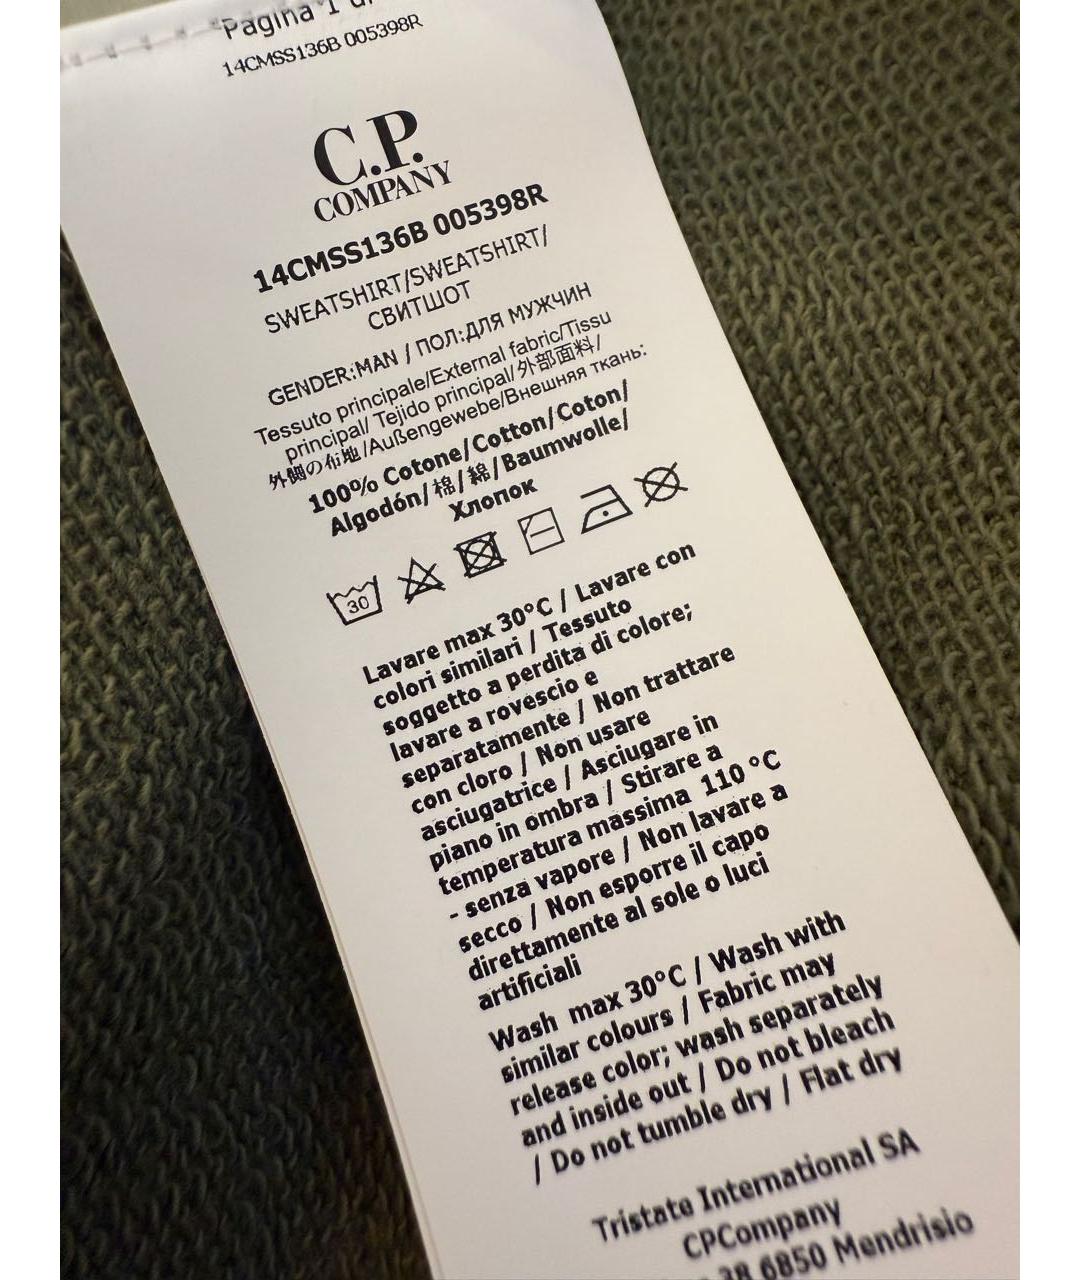 Pagina 1 di
14CMSS136B 005398R
C.P.
COMPANY
14CMSS136B 005398R
SWEATSHIRT/SWEATSHIRT/
СВИТШОТ
GENDER:MAN / ПОЛ:ДЛЯ МУЖЧИН
Tessuto principale/External fabric/Tissu
principal/ Tejido principal/外部面料/
外側の布地/Außengewebe/Внешняя ткань:
100% Cotone/Cotton/Coton/
Algodón/棉/綿/Baumwolle/
Хлопок
30
Lavare max 30°C / Lavare con
colori similari / Tessuto
soggetto a perdita di colore;
lavare a rovescio e
separatamente / Non trattare
con cloro / Non usare
asciugatrice / Asciugare in
piano in ombra / Stirare a
temperatura massima 110 °C
- senza vapore / Non lavare a
secco / Non esporre il capo
direttamente al sole o luci
artificiali
Wash max 30°C / Wash with
similar colours / Fabric may
release color; wash separately
and inside out / Do not bleach
/ Do not tumble dry / Flat dry
Tristate International SA
CPCompany
38 6850 Mendrisio